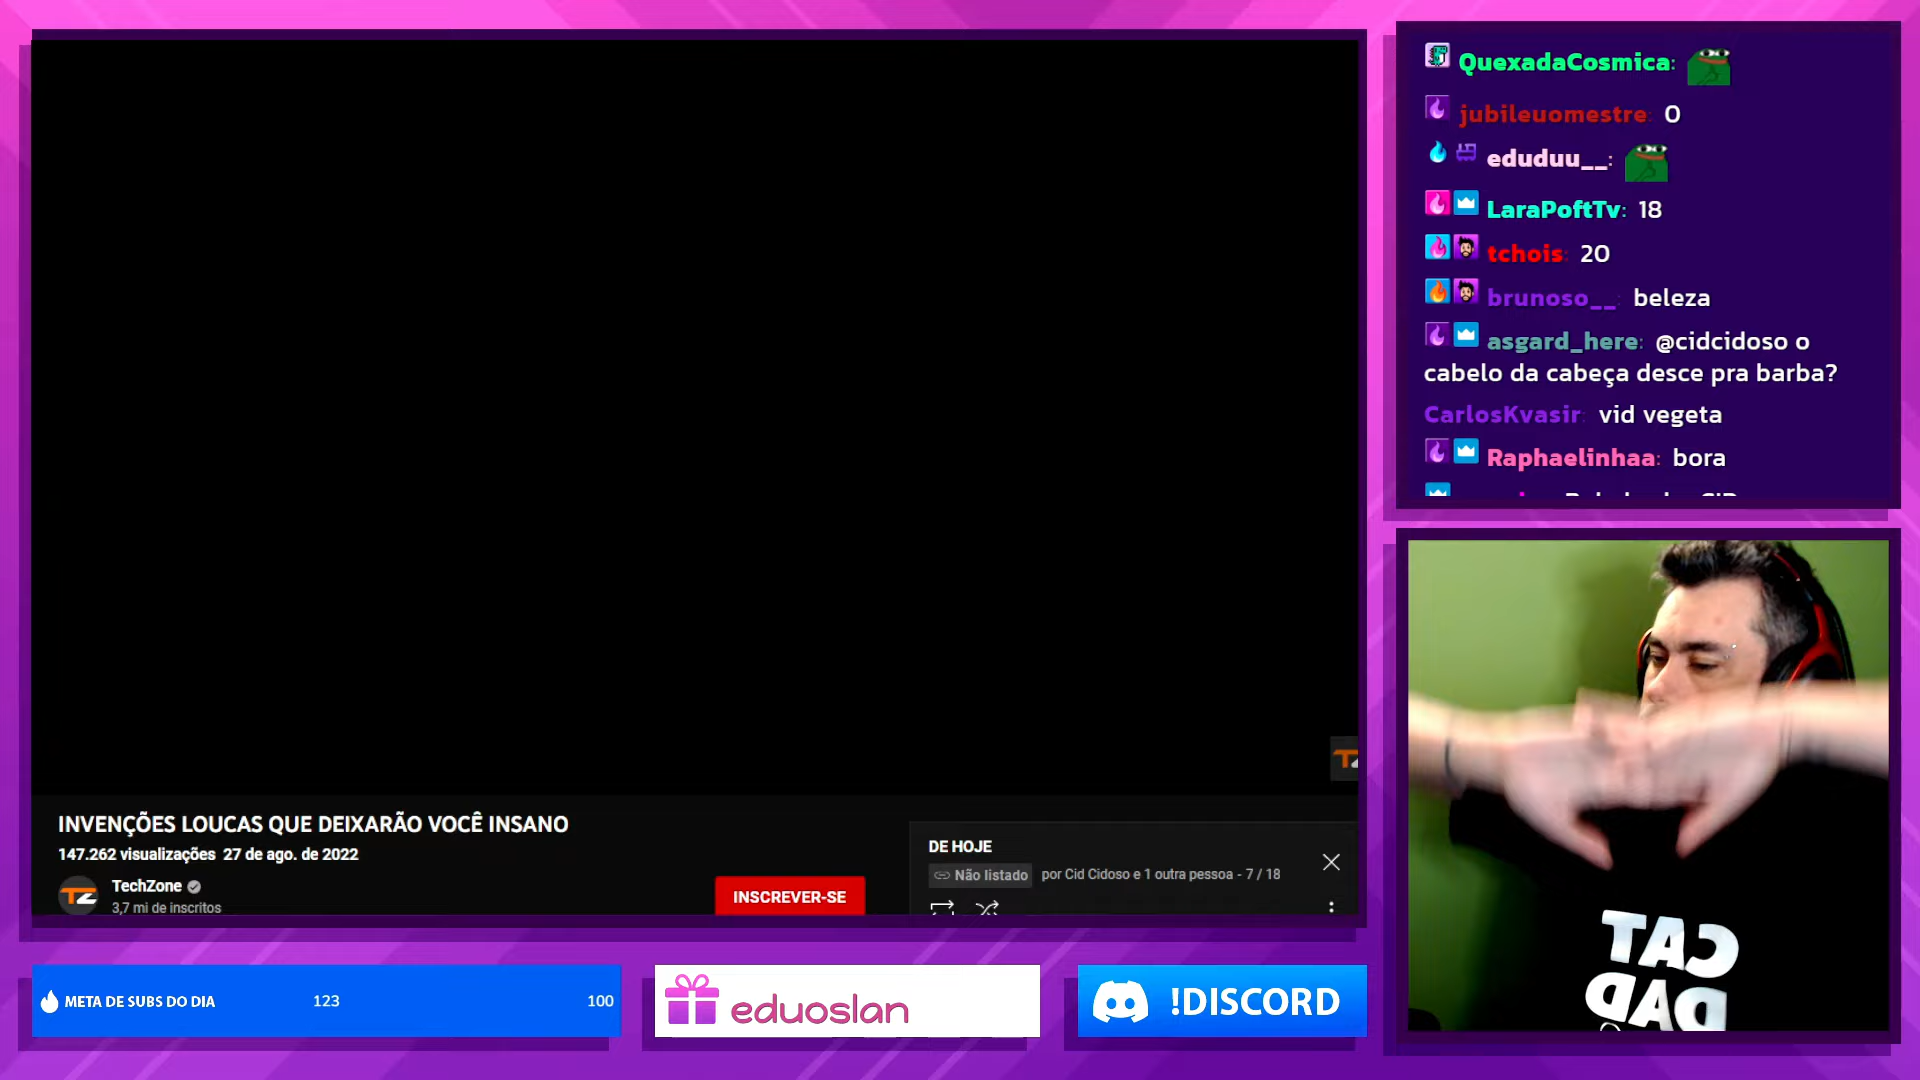 INVENÇÕES LOUCAS QUE DEIXARÃO VOCÊ INSANO
147.262 visualizações 27 de ago. de 2022
TechZone
3,7 mi de inscritos
INSCREVER-SE
DE HOJE
Não listado
por Cid Cidoso e 1 outra pessoa - 7 / 18
TZ
TZ
QuexadaCosmica:
jubileuomestre: 0
eduduu__:
LaraPoftTv: 18
tchois: 20
brunoso__: beleza
asgard_here: @cidcidoso o
cabelo da cabeça desce pra barba?
CarlosKvasir: vid vegeta
Raphaelinhaa: bora
CAT
DAD
META DE SUBS DO DIA 123 100
eduoslan
!DISCORD